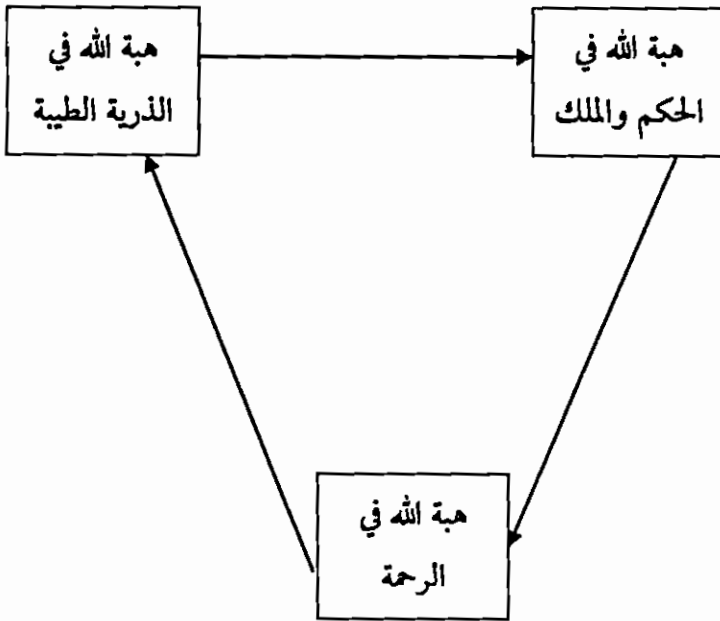 هبة الله في
الحكم والملك
هبة الله في
الذرية الطيبة
هبة الله في
الرحمة